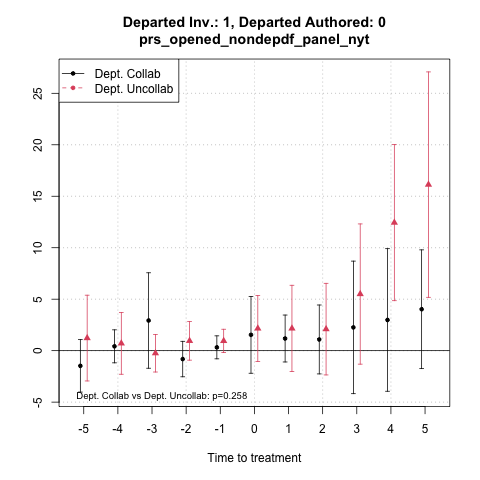 Departed Inv.: 1, Departed Authored: 0
prs_opened_nondepdf_panel_nyt
Dept. Collab
Dept. Uncollab
25
20
15
10
5
0
-5
Dept. Collab vs Dept. Uncollab: p=0.258
-5 -4 -3 -2 -1 0 1 2 3 4 5
Time to treatment